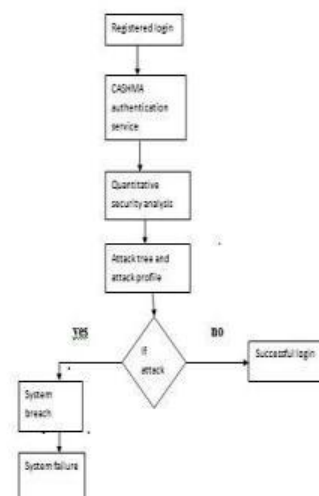 Registered login
CASHMA
authentication
service
Quantitative
security analysis
Attack tree and
attack profile
yes
no
If
attack
Successful login
System
breach
System failure